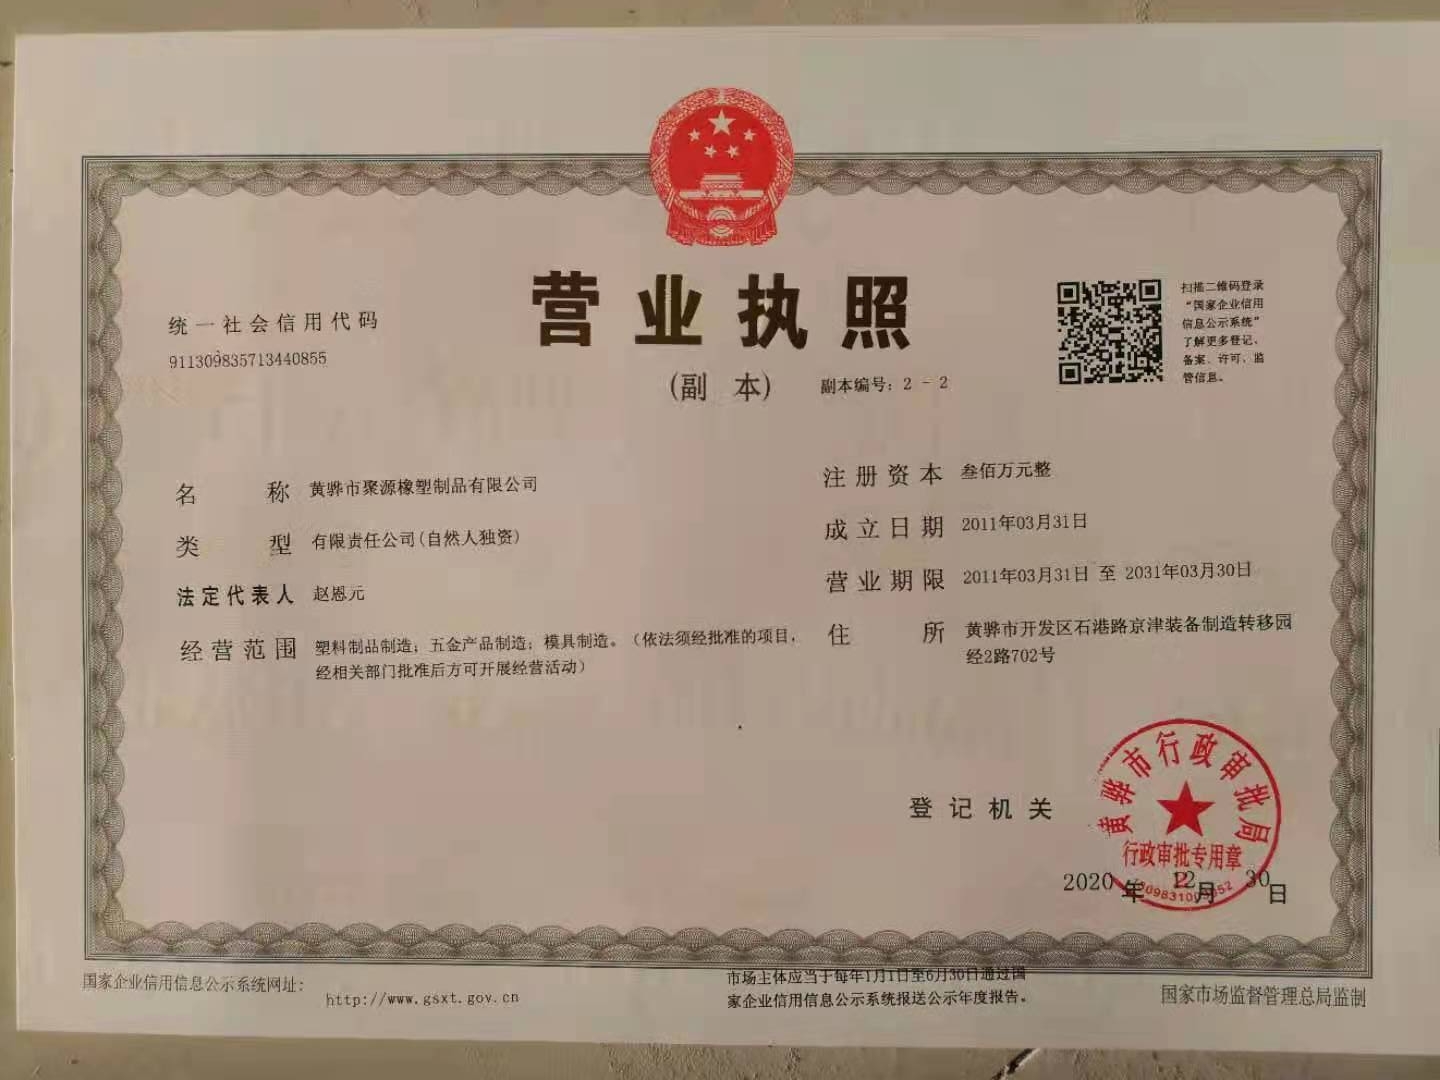 营业执照
(副 本)
副本编号：2 - 2
统一社会信用代码
911309835713440855
扫描二维码登录
“国家企业信用
信息公示系统”
了解更多登记、
备案、许可、监
管信息。
名 称 黄骅市聚源橡塑制品有限公司
类 型 有限责任公司(自然人独资)
法定代表人 赵恩元
经营范围 塑料制品制造；五金产品制造；模具制造。（依法须经批准的项目，
经相关部门批准后方可开展经营活动）
注册资本 叁佰万元整
成立日期 2011年03月31日
营业期限 2011年03月31日 至 2031年03月30日
住 所 黄骅市开发区石港路京津装备制造转移园
经2路702号
登记机关
黄骅市行政审批局
行政审批专用章
2020 年 12 月 30 日
国家企业信用信息公示系统网址：
http://www.gsxt.gov.cn
市场主体应当于每年1月1日至6月30日通过国
家企业信用信息公示系统报送公示年度报告。
国家市场监督管理总局监制